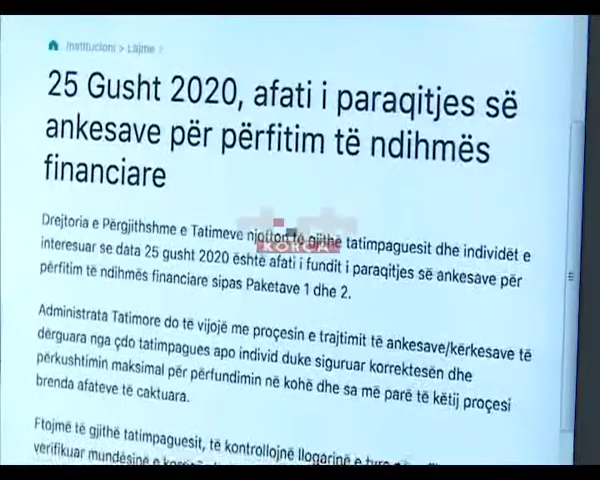 Institucioni > Lajme >
25 Gusht 2020, afati i paraqitjes së
ankesave për përfitim të ndihmës
financiare
Drejtoria e Përgjithshme e Tatimeve njofton të gjithë tatimpaguesit dhe individët e
KORÇA
interesuar se data 25 gusht 2020 është afati i fundit i paraqitjes së ankesave për
përfitim të ndihmës financiare sipas Paketave 1 dhe 2.
Administrata Tatimore do të vijojë me proçesin e trajtimit të ankesave/kërkesave të
dërguara nga çdo tatimpagues apo individ duke siguruar korrektesën dhe
përkushtimin maksimal për përfundimin në kohë dhe sa më parë të këtij proçesi
brenda afateve të caktuara.
Ftojmë të gjithë tatimpaguesit, të kontrollojnë llogarinë e tyre
verifikuar mundësinë e